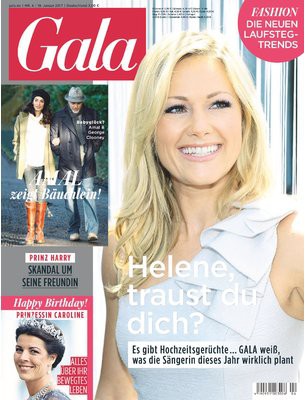 FASHION
DIE NEUEN
LAUFSTEG-
TRENDS
Gala
Babyglück?
Amal &
George
Clooney
AMAL
zeigt Bäuchlein!
PRINZ HARRY
SKANDAL UM
SEINE FREUNDIN
Happy Birthday!
PRINZESSIN CAROLINE
ALLES
ÜBER IHR
BEWEGTES
LEBEN
Helene,
traust du
dich?
Es gibt Hochzeitsgerüchte ... GALA weiß,
was die Sängerin dieses Jahr wirklich plant